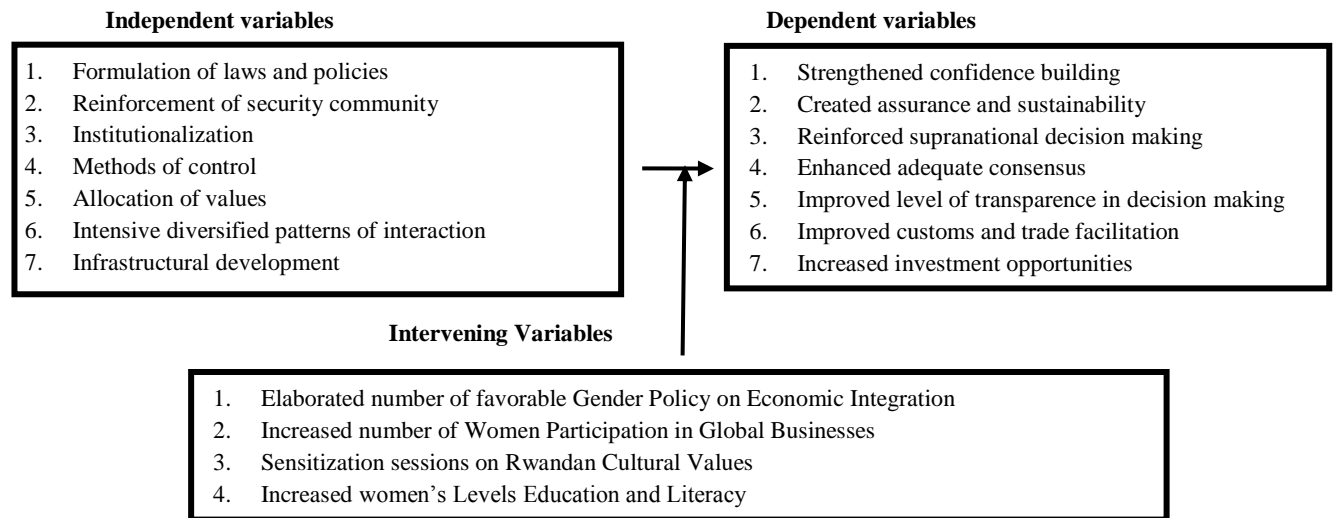 Independent variables
1. Formulation of laws and policies
2. Reinforcement of security community
3. Institutionalization
4. Methods of control
5. Allocation of values
6. Intensive diversified patterns of interaction
7. Infrastructural development
Dependent variables
1. Strengthened confidence building
2. Created assurance and sustainability
3. Reinforced supranational decision making
4. Enhanced adequate consensus
5. Improved level of transparence in decision making
6. Improved customs and trade facilitation
7. Increased investment opportunities
Intervening Variables
1. Elaborated number of favorable Gender Policy on Economic Integration
2. Increased number of Women Participation in Global Businesses
3. Sensitization sessions on Rwandan Cultural Values
4. Increased women’s Levels Education and Literacy